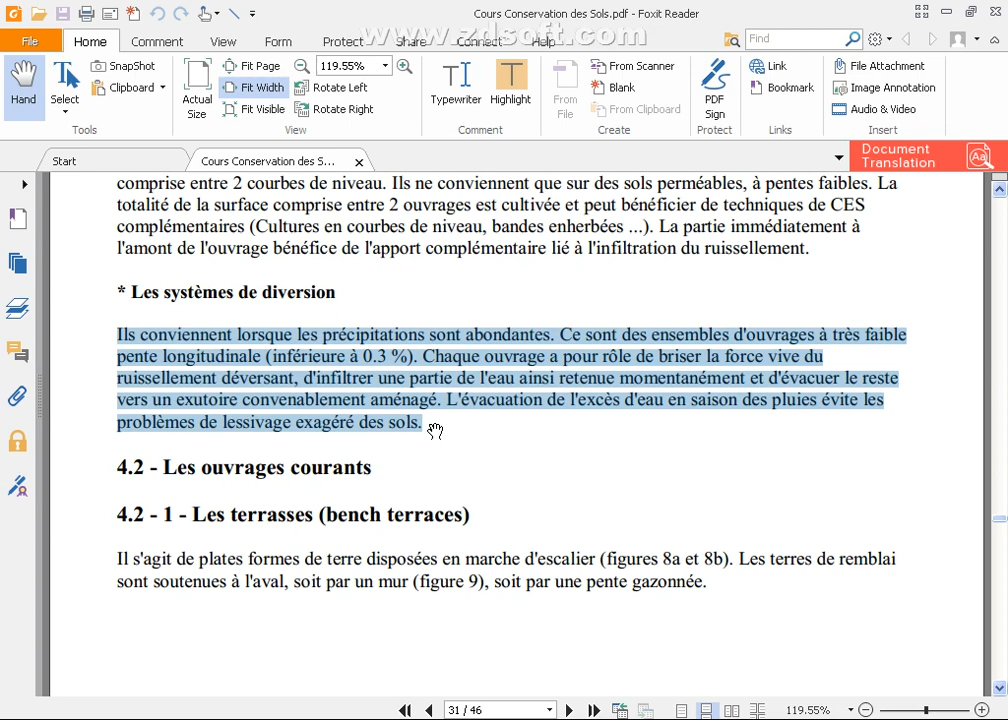 Cours Conservation des Sols.pdf - Foxit Reader
www.zdsoft.com
File Home Comment View Form Protect Share Connect Help Find
Hand
Select
SnapShot
Clipboard
Tools
Actual Size
Fit Page
Fit Width
Fit Visible
119.55%
Rotate Left
Rotate Right
View
Typewriter
Highlight
Comment
From File
From Scanner
Blank
From Clipboard
Create
PDF Sign
Protect
Link
Bookmark
Links
File Attachment
Image Annotation
Audio & Video
Insert
Start
Cours Conservation des S...
Document
Translation
comprise entre 2 courbes de niveau. Ils ne conviennent que sur des sols perméables, à pentes faibles. La
totalité de la surface comprise entre 2 ouvrages est cultivée et peut bénéficier de techniques de CES
complémentaires (Cultures en courbes de niveau, bandes enherbées ...). La partie immédiatement à
l'amont de l'ouvrage bénéfice de l'apport complémentaire lié à l'infiltration du ruissellement.
* Les systèmes de diversion
Ils conviennent lorsque les précipitations sont abondantes. Ce sont des ensembles d'ouvrages à très faible
pente longitudinale (inférieure à 0.3 %). Chaque ouvrage a pour rôle de briser la force vive du
ruissellement déversant, d'infiltrer une partie de l'eau ainsi retenue momentanément et d'évacuer le reste
vers un exutoire convenablement aménagé. L'évacuation de l'excès d'eau en saison des pluies évite les
problèmes de lessivage exagéré des sols.
4.2 - Les ouvrages courants
4.2 - 1 - Les terrasses (bench terraces)
Il s'agit de plates formes de terre disposées en marche d'escalier (figures 8a et 8b). Les terres de remblai
sont soutenues à l'aval, soit par un mur (figure 9), soit par une pente gazonnée.
31 / 46
119.55%